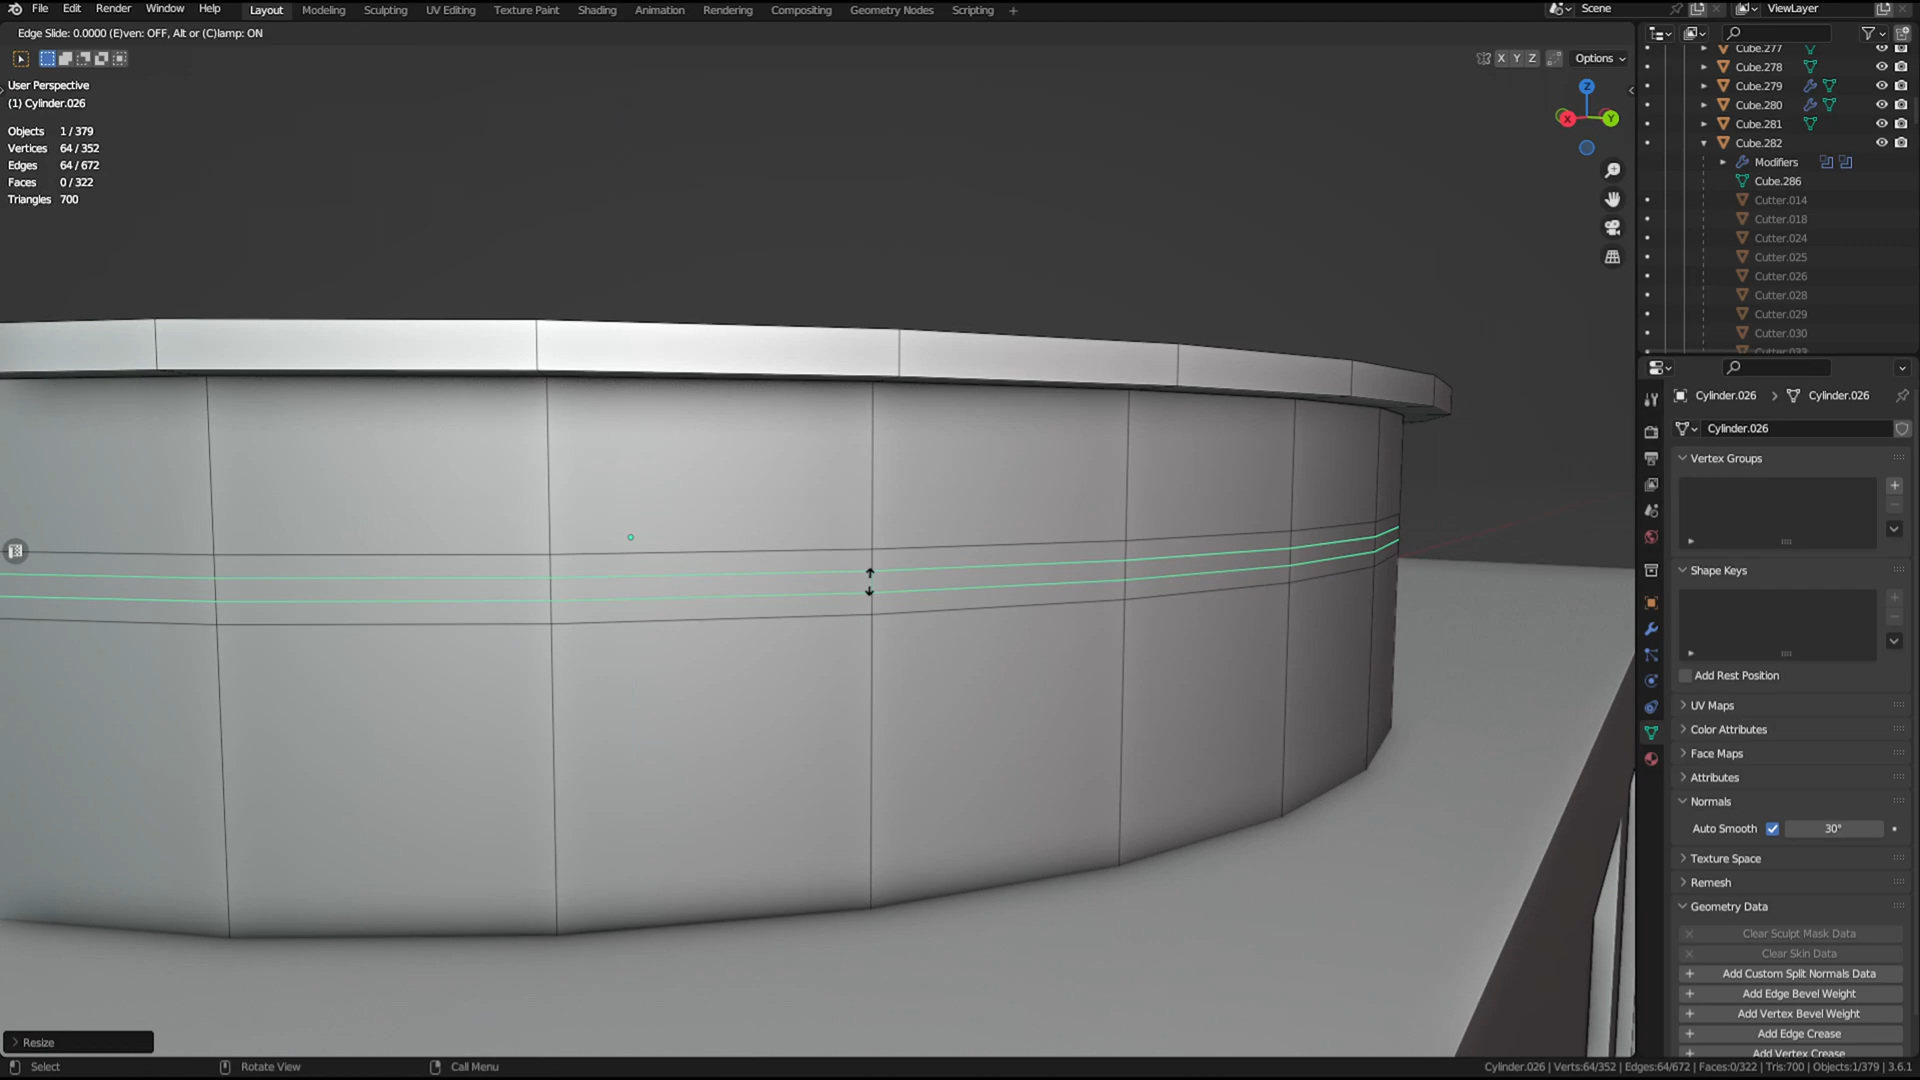 File Edit Render Window Help Layout Modeling Sculpting UV Editing Texture Paint Shading Animation Rendering Compositing Geometry Nodes Scripting + Scene ViewLayer
Edge Slide: 0.0000 (E)ven: OFF, Alt or (C)lamp: ON
X Y Z Options
User Perspective
(1) Cylinder.026
Objects 1 / 379
Vertices 64 / 352
Edges 64 / 672
Faces 0 / 322
Triangles 700
Z
X
Y
Cube.277
Cube.278
Cube.279
Cube.280
Cube.281
Cube.282
Modifiers
Cube.286
Cutter.014
Cutter.018
Cutter.024
Cutter.025
Cutter.026
Cutter.028
Cutter.029
Cutter.030
Cutter.033
Cylinder.026 > Cylinder.026
Cylinder.026
Vertex Groups
Shape Keys
Add Rest Position
UV Maps
Color Attributes
Face Maps
Attributes
Normals
Auto Smooth 30°
Texture Space
Remesh
Geometry Data
Clear Sculpt Mask Data
Clear Skin Data
Add Custom Split Normals Data
Add Edge Bevel Weight
Add Vertex Bevel Weight
Add Edge Crease
Add Vertex Crease
> Resize
Select Rotate View Call Menu Cylinder.026 | Verts:64/352 | Edges:64/672 | Faces:0/322 | Tris:700 | Objects:1/379 | 3.6.1